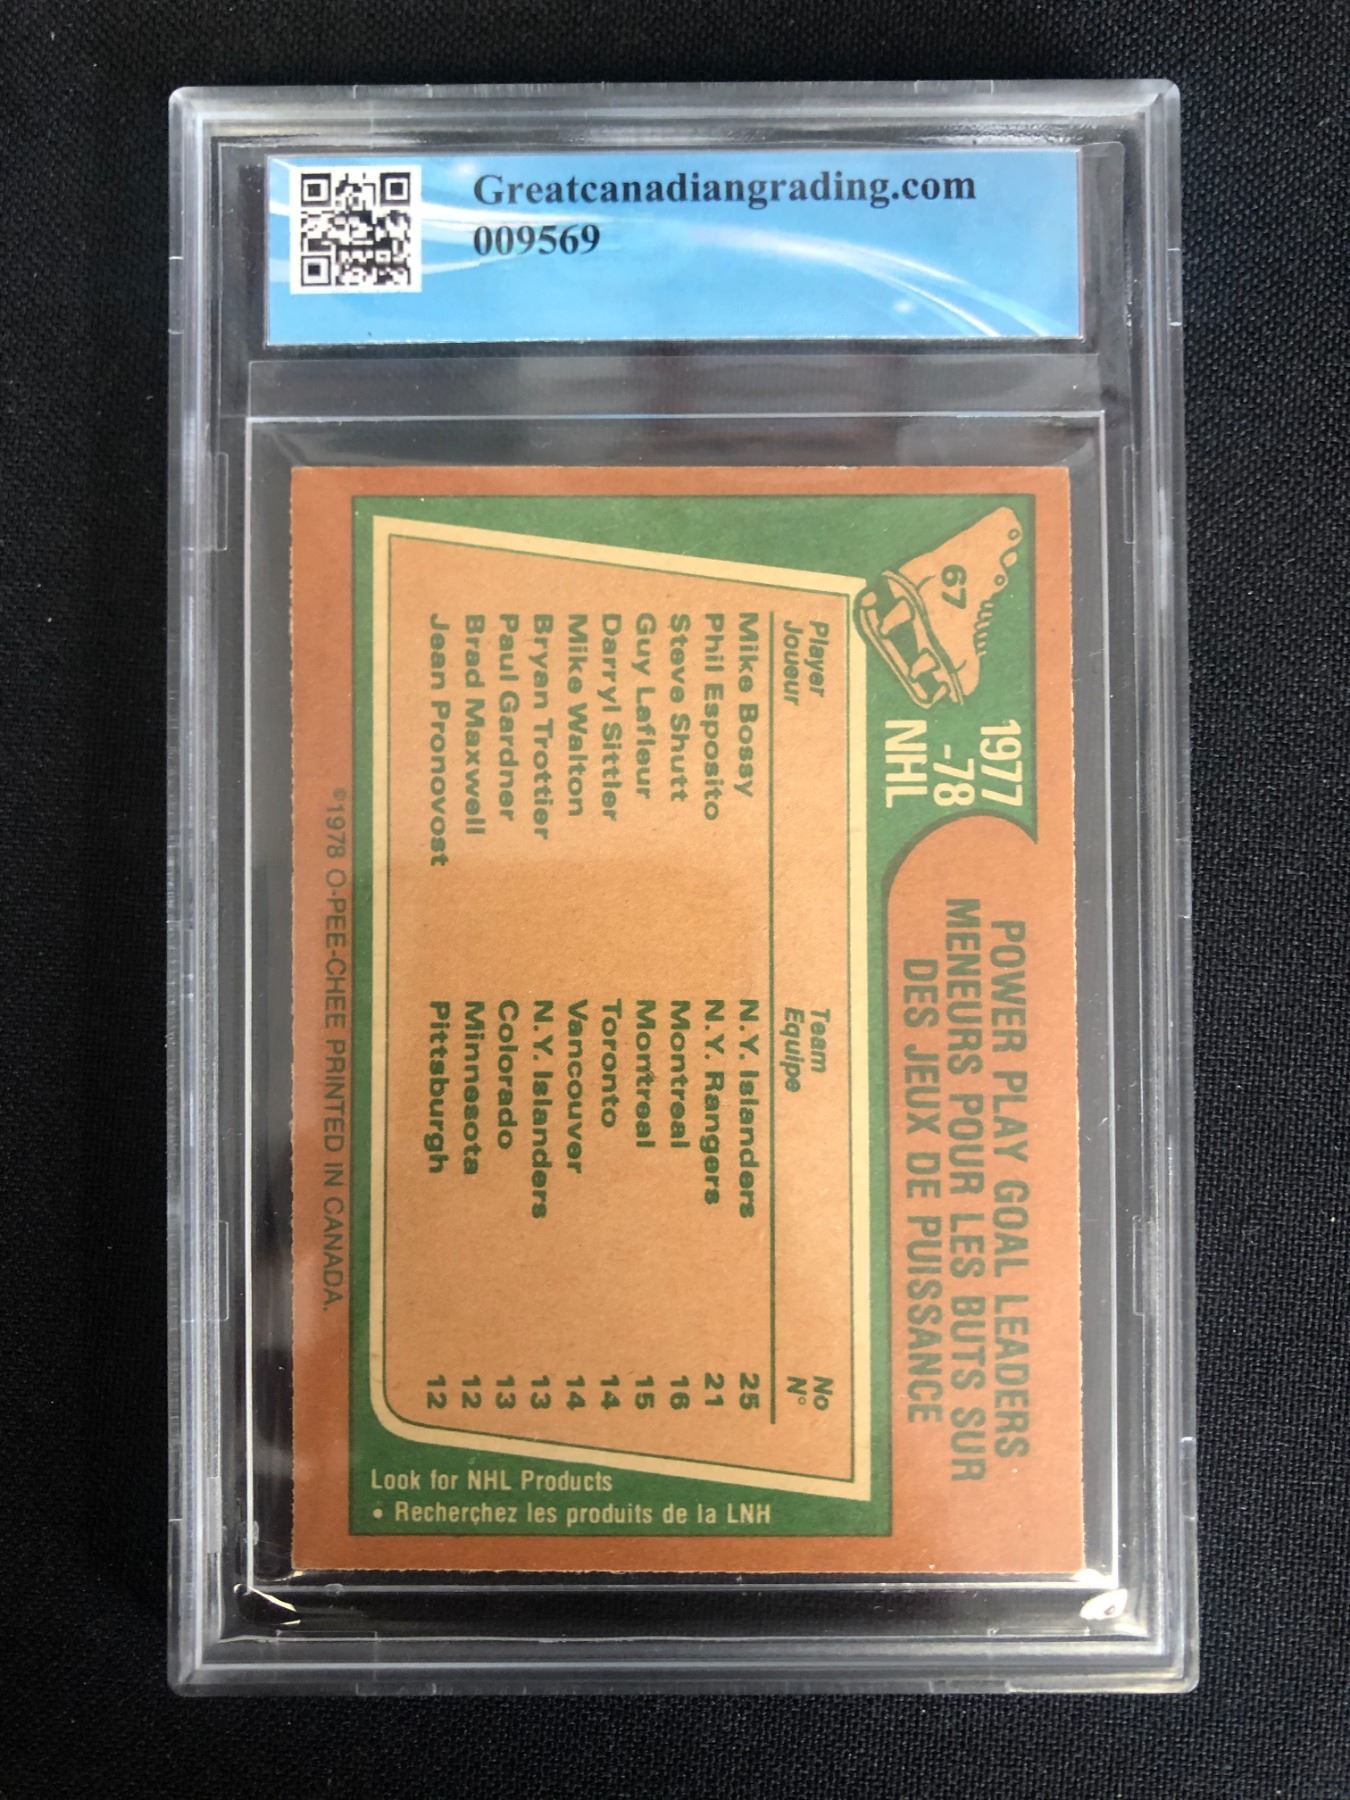 Greatcanadiangrading.com
009569
67
1977
-78
NHL
POWER PLAY GOAL LEADERS
MENEURS POUR LES BUTS SUR
DES JEUX DE PUISSANCE
Player Team No
Joueur Equipe N°
Mike Bossy N.Y. Islanders 25
Phil Esposito N.Y. Rangers 21
Steve Shutt Montreal 16
Guy Lafleur Montreal 15
Darryl Sittler Toronto 14
Mike Walton Vancouver 14
Bryan Trottier N.Y. Islanders 13
Paul Gardner Colorado 13
Brad Maxwell Minnesota 12
Jean Pronovost Pittsburgh 12
Look for NHL Products
• Recherchez les produits de la LNH
©1978 O-PEE-CHEE PRINTED IN CANADA.